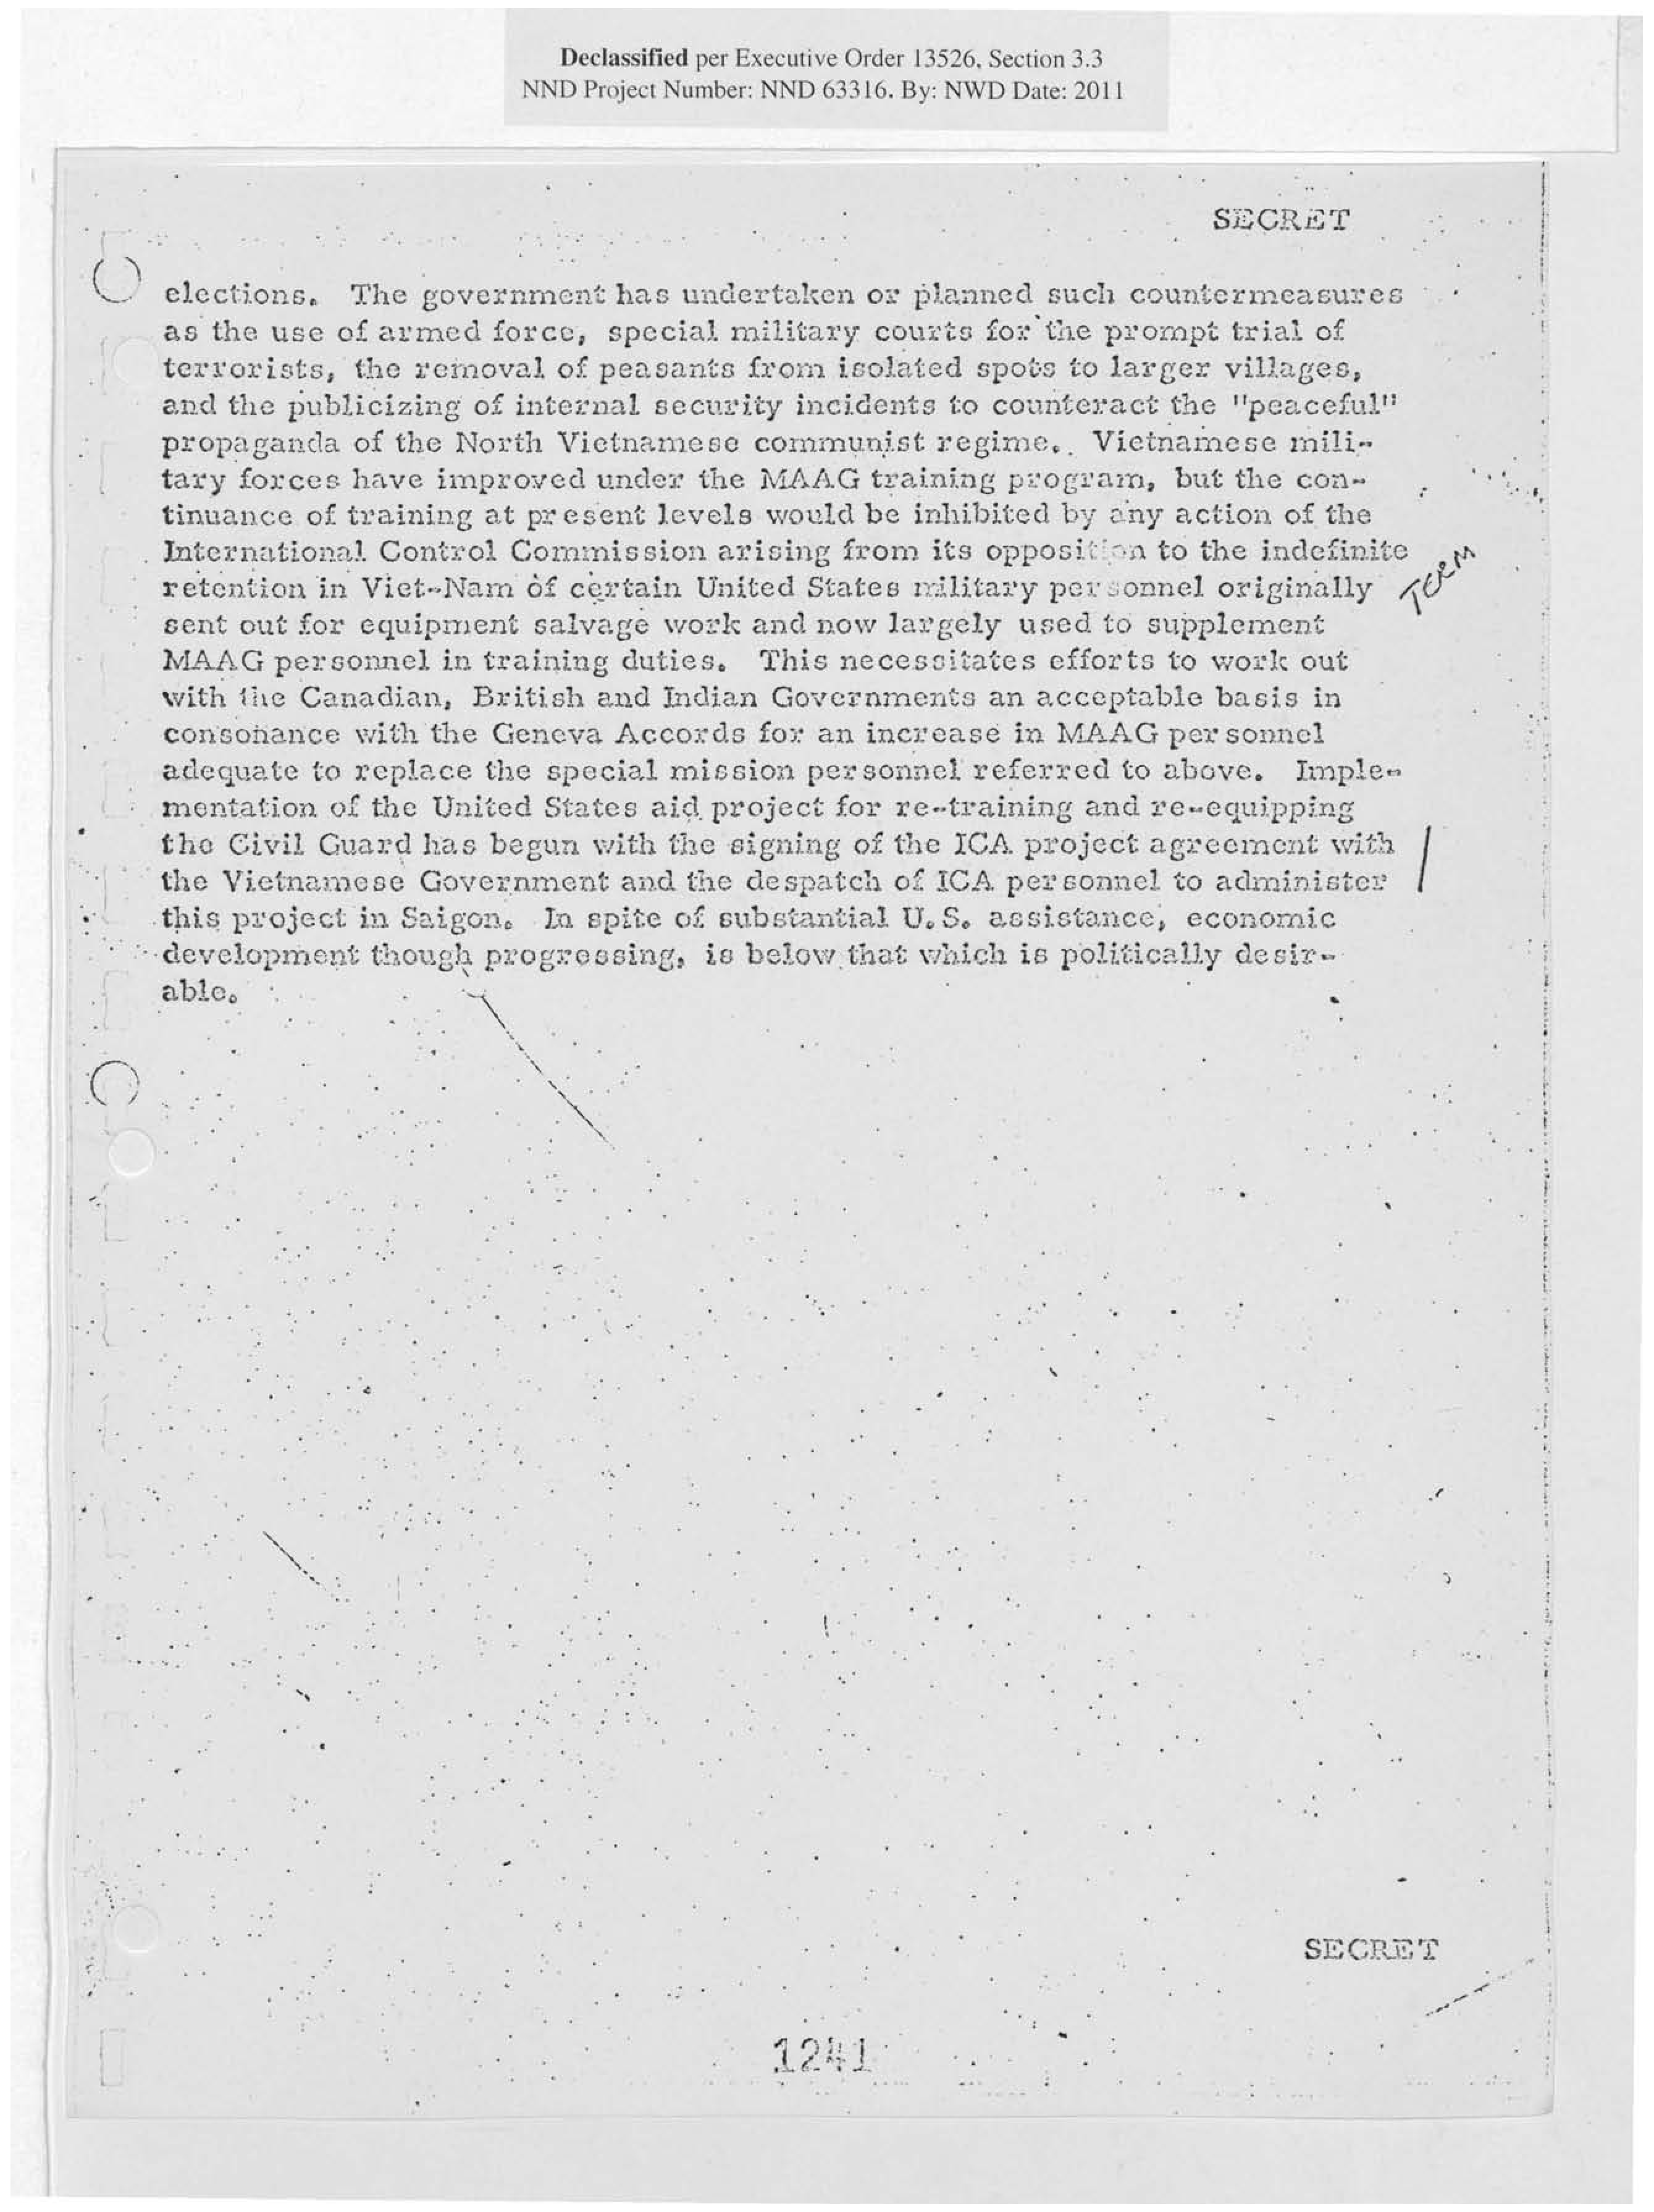 Declassified per Executive Order 13526, Section 3.3
NND Project Number: NND 63316. By: NWD Date: 2011
SECRET
elections. The government has undertaken or planned such countermeasures
as the use of armed force, special military courts for the prompt trial of
terrorists, the removal of peasants from isolated spots to larger villages,
and the publicizing of internal security incidents to counteract the "peaceful"
propaganda of the North Vietnamese communist regime. Vietnamese mili-
tary forces have improved under the MAAG training program, but the con-
tinuance of training at present levels would be inhibited by any action of the
International Control Commission arising from its opposition to the indefinite
retention in Viet-Nam of certain United States military personnel originally
TERM
sent out for equipment salvage work and now largely used to supplement
MAAG personnel in training duties. This necessitates efforts to work out
with the Canadian, British and Indian Governments an acceptable basis in
consonance with the Geneva Accords for an increase in MAAG personnel
adequate to replace the special mission personnel referred to above. Imple-
mentation of the United States aid project for re-training and re-equipping
the Civil Guard has begun with the signing of the ICA project agreement with
the Vietnamese Government and the despatch of ICA personnel to administer
this project in Saigon. In spite of substantial U.S. assistance, economic
development though progressing, is below that which is politically desir-
able.
SECRET
1241